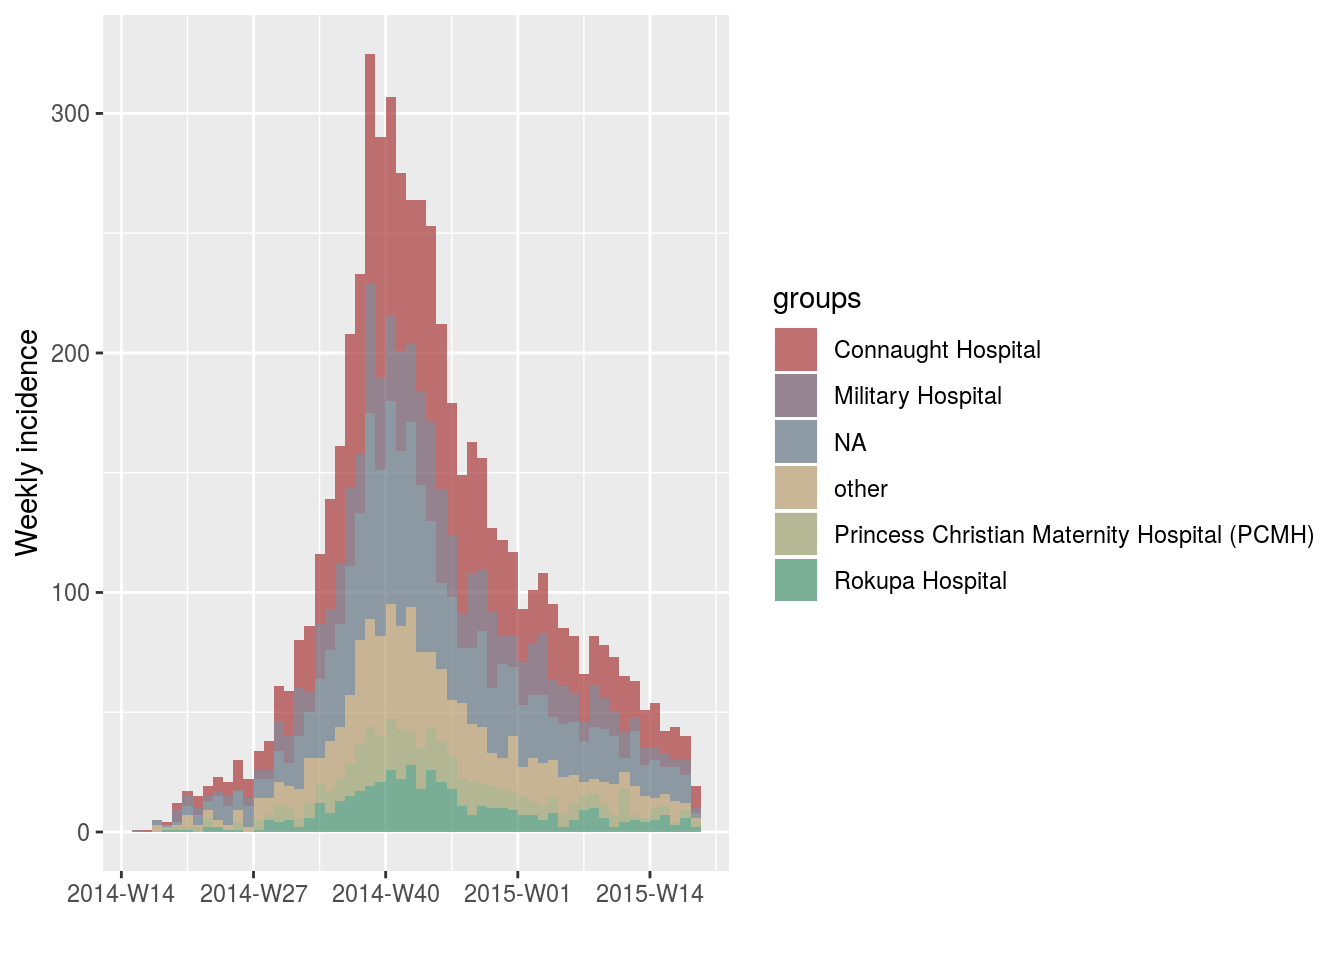 Weekly incidence
300
200
100
0
2014-W14 2014-W27 2014-W40 2015-W01 2015-W14
groups
Connaught Hospital
Military Hospital
NA
other
Princess Christian Maternity Hospital (PCMH)
Rokupa Hospital